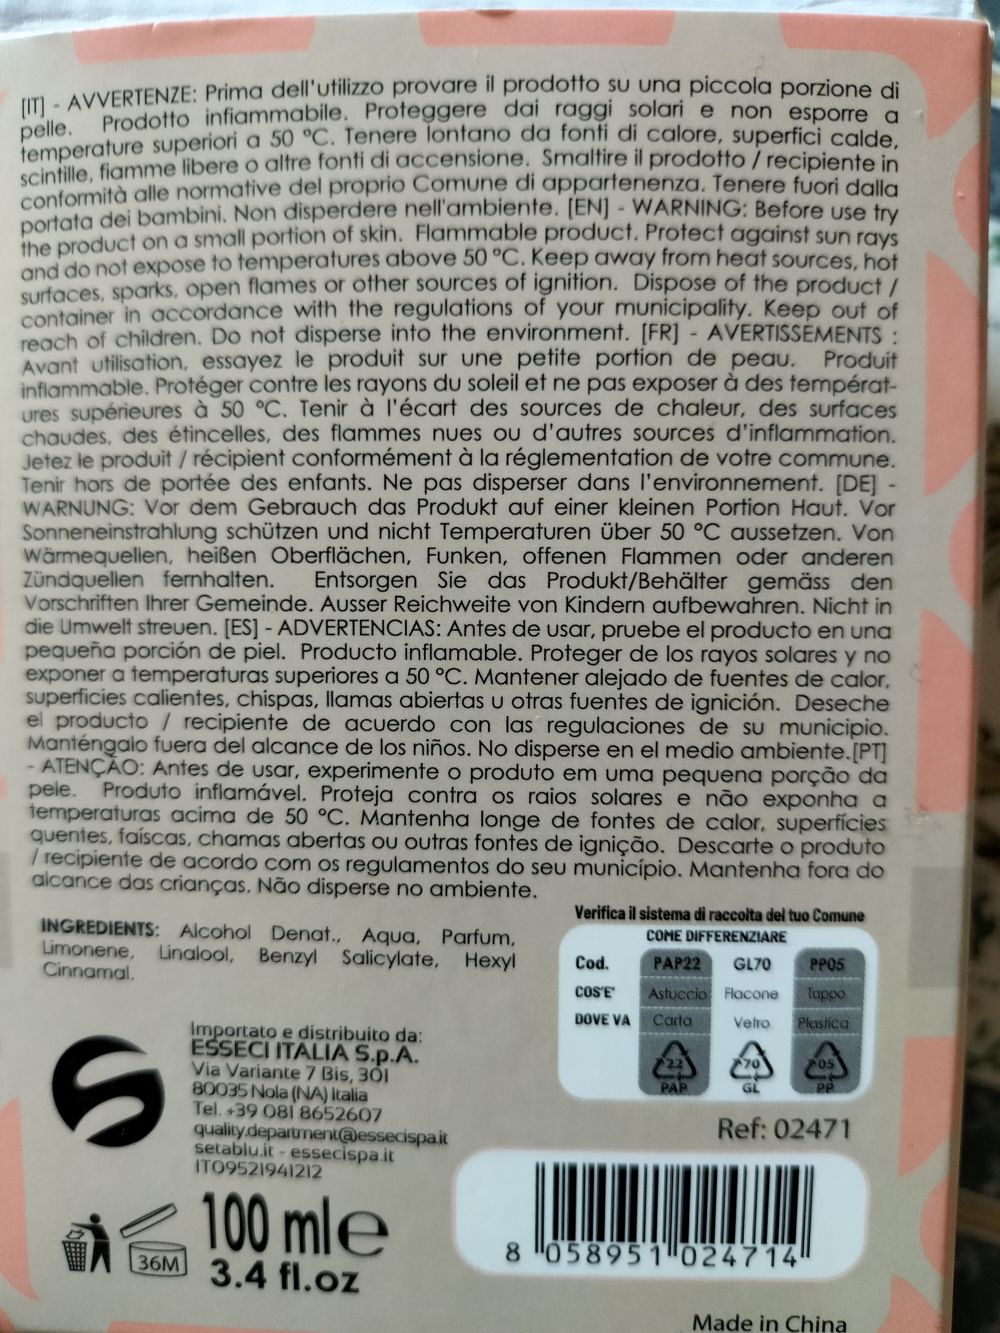 [IT] - AVVERTENZE: Prima dell'utilizzo provare il prodotto su una piccola porzione di
pelle. Prodotto infiammabile. Proteggere dai raggi solari e non esporre a
temperature superiori a 50 °C. Tenere lontano da fonti di calore, superfici calde,
scintille, fiamme libere o altre fonti di accensione. Smaltire il prodotto / recipiente in
conformità alle normative del proprio Comune di appartenenza. Tenere fuori dalla
portata dei bambini. Non disperdere nell'ambiente. [EN] - WARNING: Before use try
the product on a small portion of skin. Flammable product. Protect against sun rays
and do not expose to temperatures above 50 °C. Keep away from heat sources, hot
surfaces, sparks, open flames or other sources of ignition. Dispose of the product /
container in accordance with the regulations of your municipality. Keep out of
reach of children. Do not disperse into the environment. [FR] - AVERTISSEMENTS :
Avant utilisation, essayez le produit sur une petite portion de peau. Produit
inflammable. Protéger contre les rayons du soleil et ne pas exposer à des températ-
ures supérieures à 50 °C. Tenir à l'écart des sources de chaleur, des surfaces
chaudes, des étincelles, des flammes nues ou d'autres sources d'inflammation.
Jetez le produit / récipient conformément à la réglementation de votre commune.
Tenir hors de portée des enfants. Ne pas disperser dans l'environnement. [DE] -
WARNUNG: Vor dem Gebrauch das Produkt auf einer kleinen Portion Haut. Vor
Sonneneinstrahlung schützen und nicht Temperaturen über 50 °C aussetzen. Von
Wärmequellen, heißen Oberflächen, Funken, offenen Flammen oder anderen
Zündquellen fernhalten. Entsorgen Sie das Produkt/Behälter gemäss den
Vorschriften Ihrer Gemeinde. Ausser Reichweite von Kindern aufbewahren. Nicht in
die Umwelt streuen. [ES] - ADVERTENCIAS: Antes de usar, pruebe el producto en una
pequeña porción de piel. Producto inflamable. Proteger de los rayos solares y no
exponer a temperaturas superiores a 50 °C. Mantener alejado de fuentes de calor,
superficies calientes, chispas, llamas abiertas u otras fuentes de ignición. Deseche
el producto / recipiente de acuerdo con las regulaciones de su municipio.
Manténgalo fuera del alcance de los niños. No disperse en el medio ambiente.[PT]
- ATENÇÃO: Antes de usar, experimente o produto em uma pequena porção da
pele. Produto inflamável. Proteja contra os raios solares e não exponha a
temperaturas acima de 50 °C. Mantenha longe de fontes de calor, superfícies
quentes, faíscas, chamas abertas ou outras fontes de ignição. Descarte o produto
/ recipiente de acordo com os regulamentos do seu município. Mantenha fora do
alcance das crianças. Não disperse no ambiente.
INGREDIENTS: Alcohol Denat., Aqua, Parfum,
Limonene, Linalool, Benzyl Salicylate, Hexyl
Cinnamal.
Verifica il sistema di raccolta del tuo Comune
COME DIFFERENZIARE
Cod. PAP22 GL70 PP05
COS'E' Astuccio Flacone Tappo
DOVE VA Carta Vetro Plastica
22 70 05
PAP GL PP
Importato e distribuito da:
ESSECI ITALIA S.p.A.
Via Variante 7 Bis, 301
80035 Nola (NA) Italia
Tel. +39 081 8652607
quality.department@essecispa.it
setablu.it - essecispa.it
IT09521941212
Ref: 02471
36M
100 ml e
3.4 fl.oz
8 058951 024714
Made in China